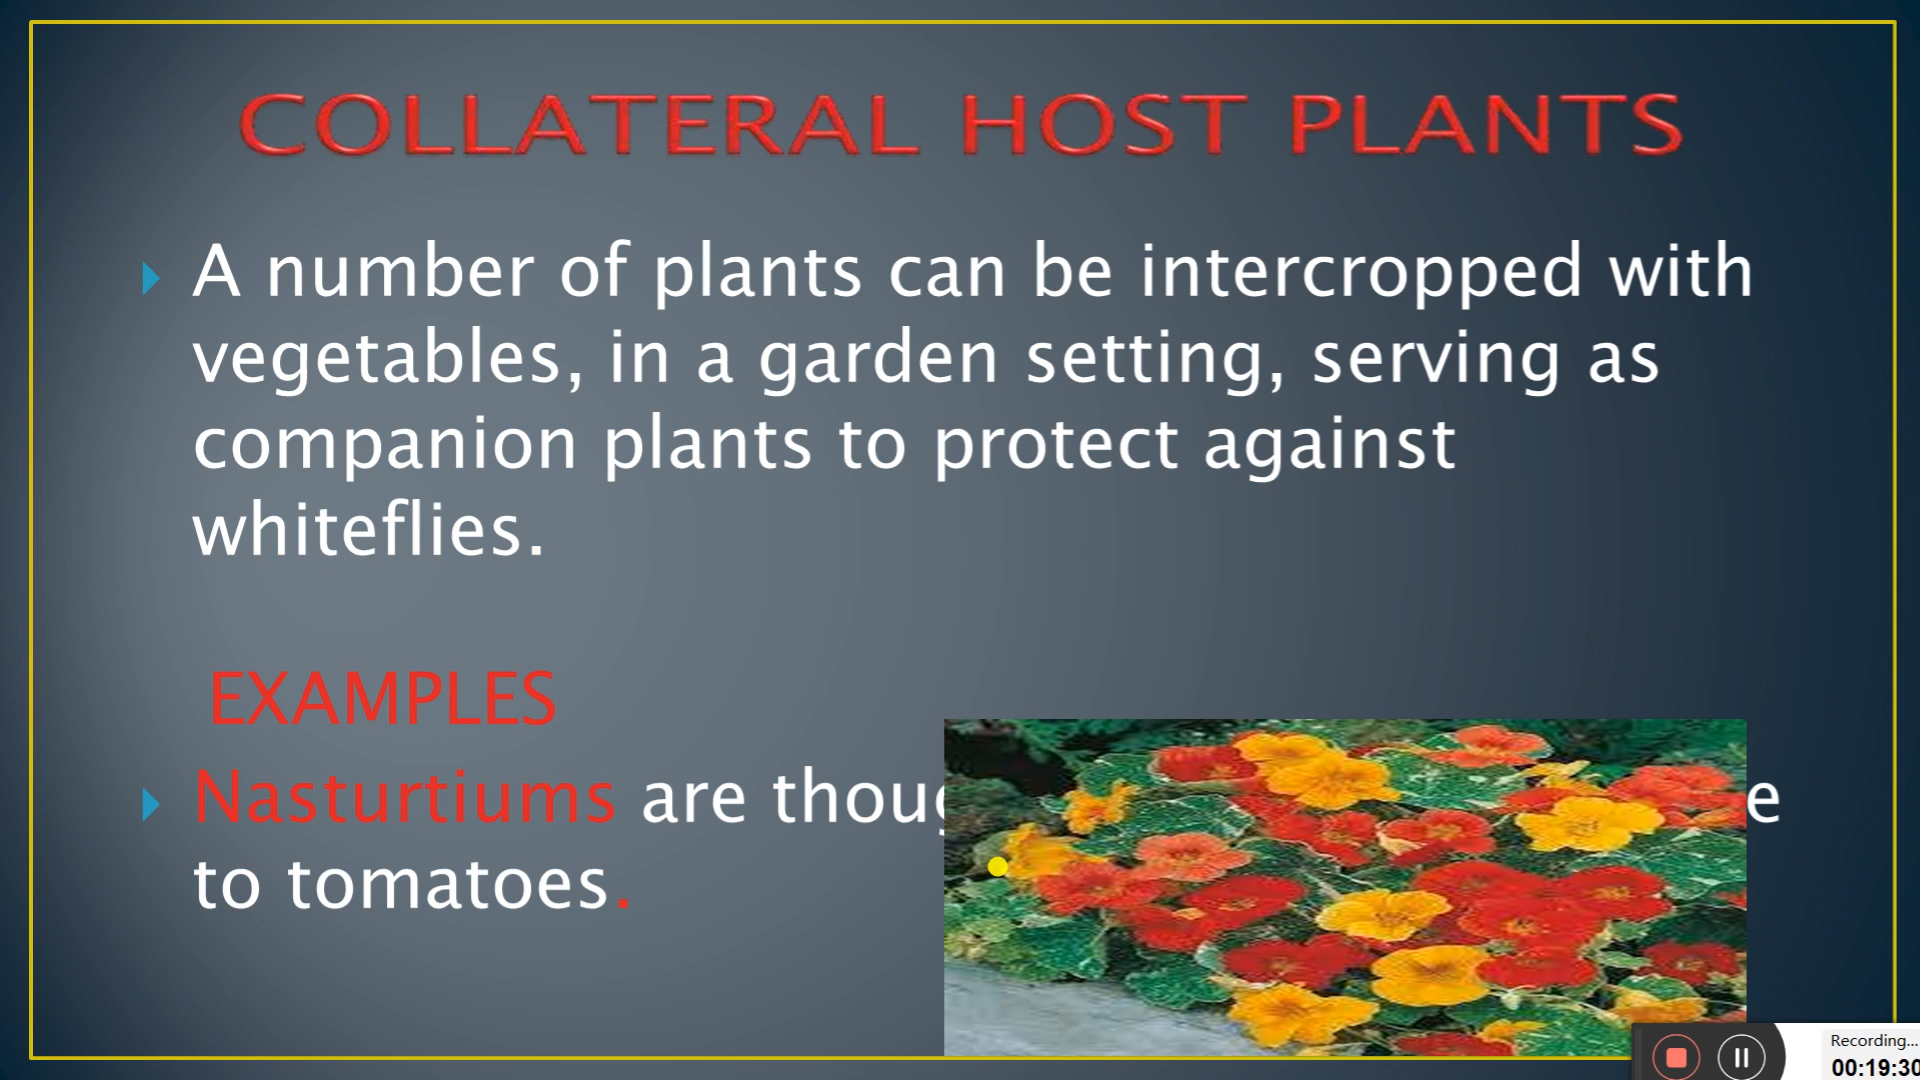 COLLATERAL HOST PLANTS
A number of plants can be intercropped with
vegetables, in a garden setting, serving as
companion plants to protect against
whiteflies.
EXAMPLES
Nasturtiums are
to tomatoes.
Recording...
00:19:30